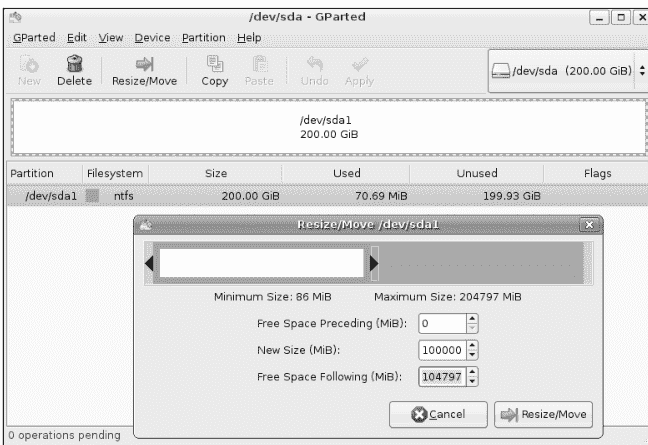 /dev/sda - GParted
GParted Edit View Device Partition Help
New Delete Resize/Move Copy Paste Undo Apply /dev/sda (200.00 GiB)
/dev/sda1
200.00 GiB
Partition Filesystem Size Used Unused Flags
/dev/sda1 ntfs 200.00 GiB 70.69 MiB 199.93 GiB
Resize/Move /dev/sda1
Minimum Size: 86 MiB Maximum Size: 204797 MiB
Free Space Preceding (MiB): 0
New Size (MiB): 100000
Free Space Following (MiB): 104797
Cancel Resize/Move
0 operations pending